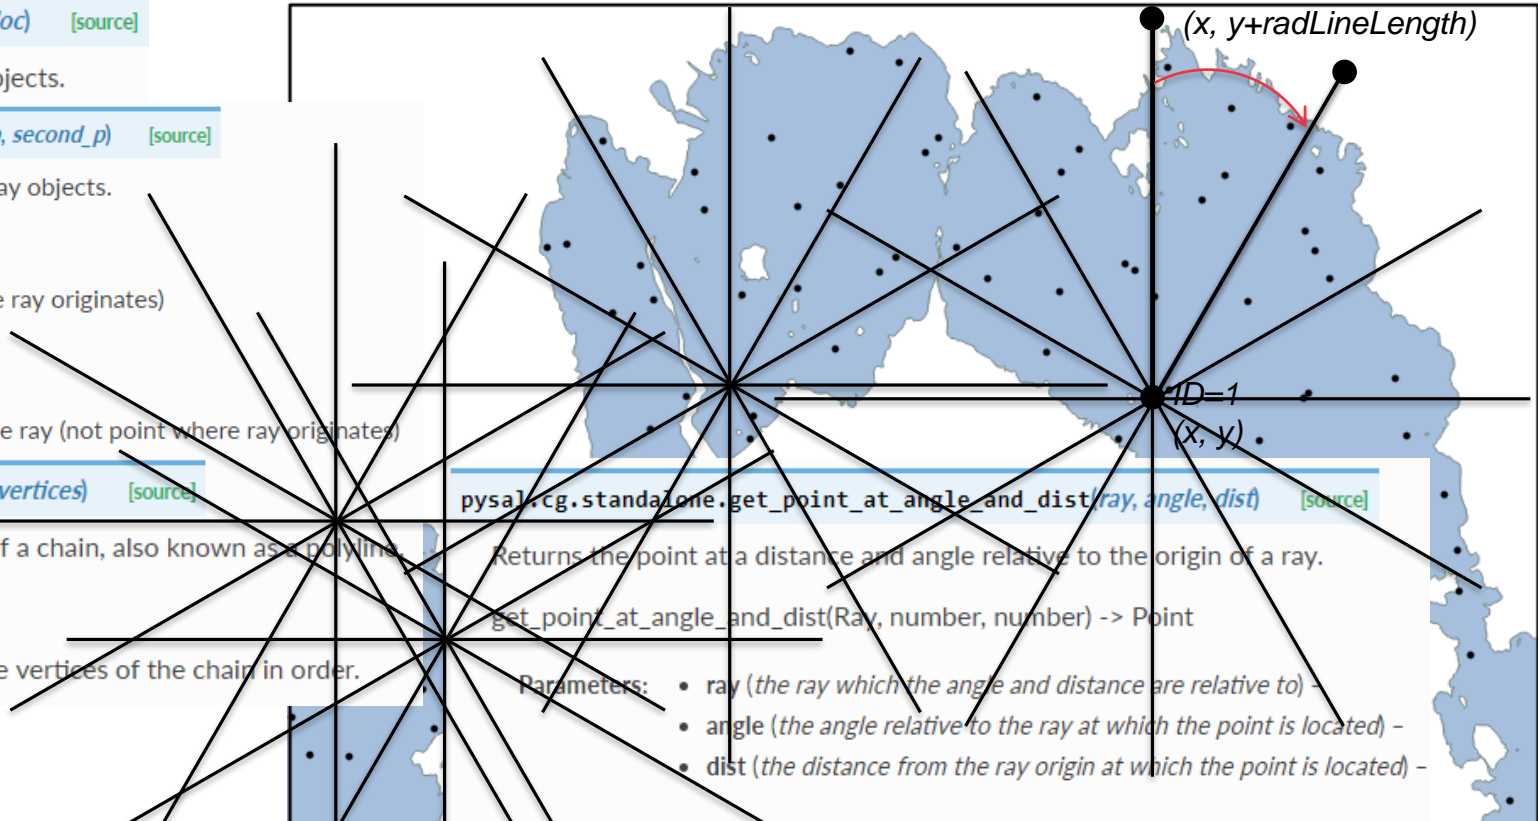 oc) [source]
(x, y+radLineLength)
ojects.
, second_p) [source]
ay objects.
e ray originates)
ID=1
(x, y)
e ray (not point where ray originates)
vertices) [source]
pysal.cg.standalone.get_point_at_angle_and_dist(ray, angle, dist) [source]
f a chain, also known as a polyline.
Returns the point at a distance and angle relative to the origin of a ray.
get_point_at_angle_and_dist(Ray, number, number) -> Point
e vertices of the chain in order.
Parameters: • ray (the ray which the angle and distance are relative to) –
• angle (the angle relative to the ray at which the point is located) –
• dist (the distance from the ray origin at which the point is located) –